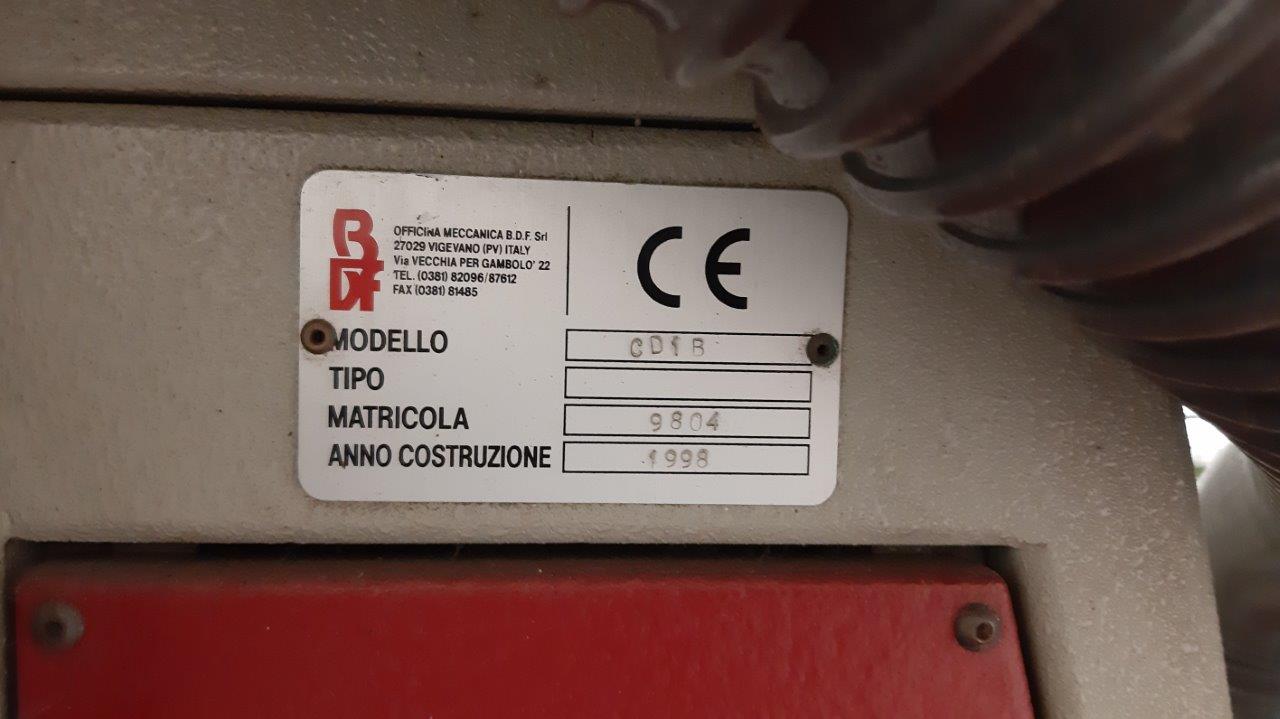 BDF
OFFICINA MECCANICA B.D.F. Srl
27029 VIGEVANO (PV) ITALY
Via VECCHIA PER GAMBOLO' 22
TEL. (0381) 82096/87612
FAX (0381) 81485
CE
MODELLO CD1B
TIPO
MATRICOLA 9804
ANNO COSTRUZIONE 1998